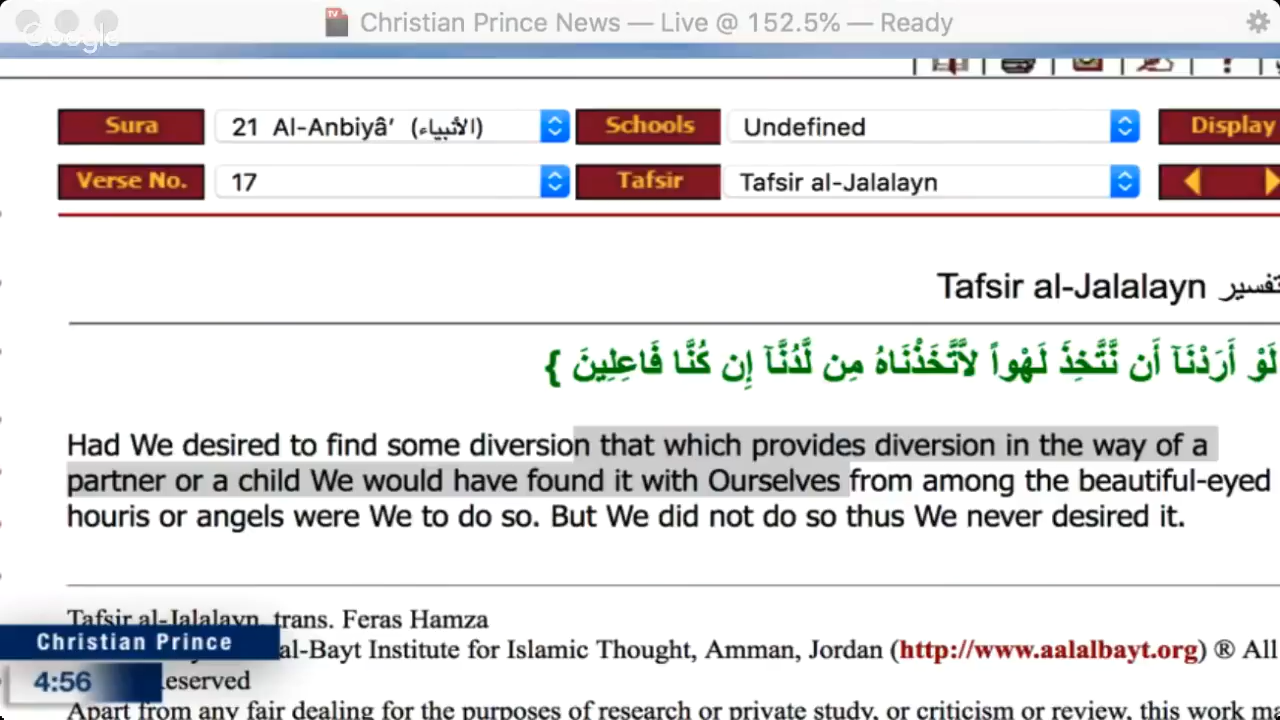 Christian Prince News — Live @ 152.5% — Ready
Google
Sura 21 Al-Anbiyâ’ (الأنبياء) Schools Undefined Display
Verse No. 17 Tafsir Tafsir al-Jalalayn
Tafsir al-Jalalayn تفسير
لَوْ أَرَدْنَآ أَن نَّتَّخِذَ لَهْواً لاَّتَّخَذْنَاهُ مِن لَّدُنَّآ إِن كُنَّا فَاعِلِينَ }
Had We desired to find some diversion that which provides diversion in the way of a
partner or a child We would have found it with Ourselves from among the beautiful-eyed
houris or angels were We to do so. But We did not do so thus We never desired it.
Tafsir al-Jalalayn, trans. Feras Hamza
Christian Prince
al-Bayt Institute for Islamic Thought, Amman, Jordan (http://www.aalalbayt.org) ® All
4:56
eserved
Apart from any fair dealing for the purposes of research or private study, or criticism or review, this work